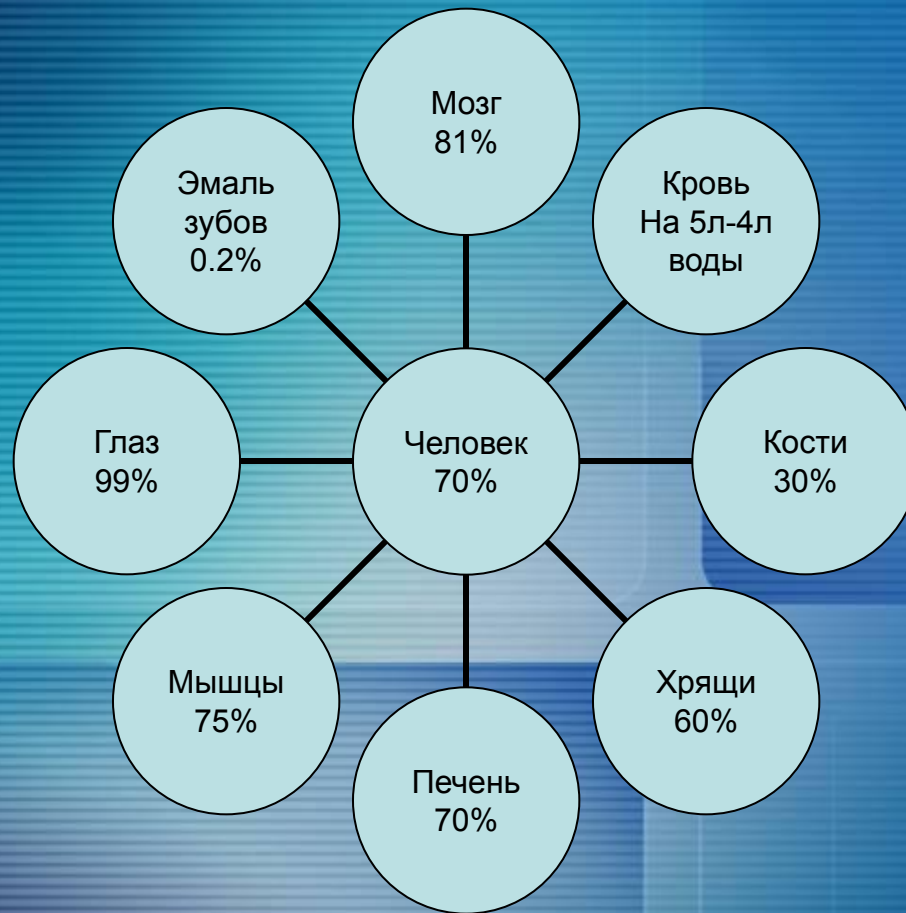 Мозг
81%
Эмаль
зубов
0.2%
Кровь
На 5л-4л
воды
Глаз
99%
Человек
70%
Кости
30%
Мышцы
75%
Хрящи
60%
Печень
70%